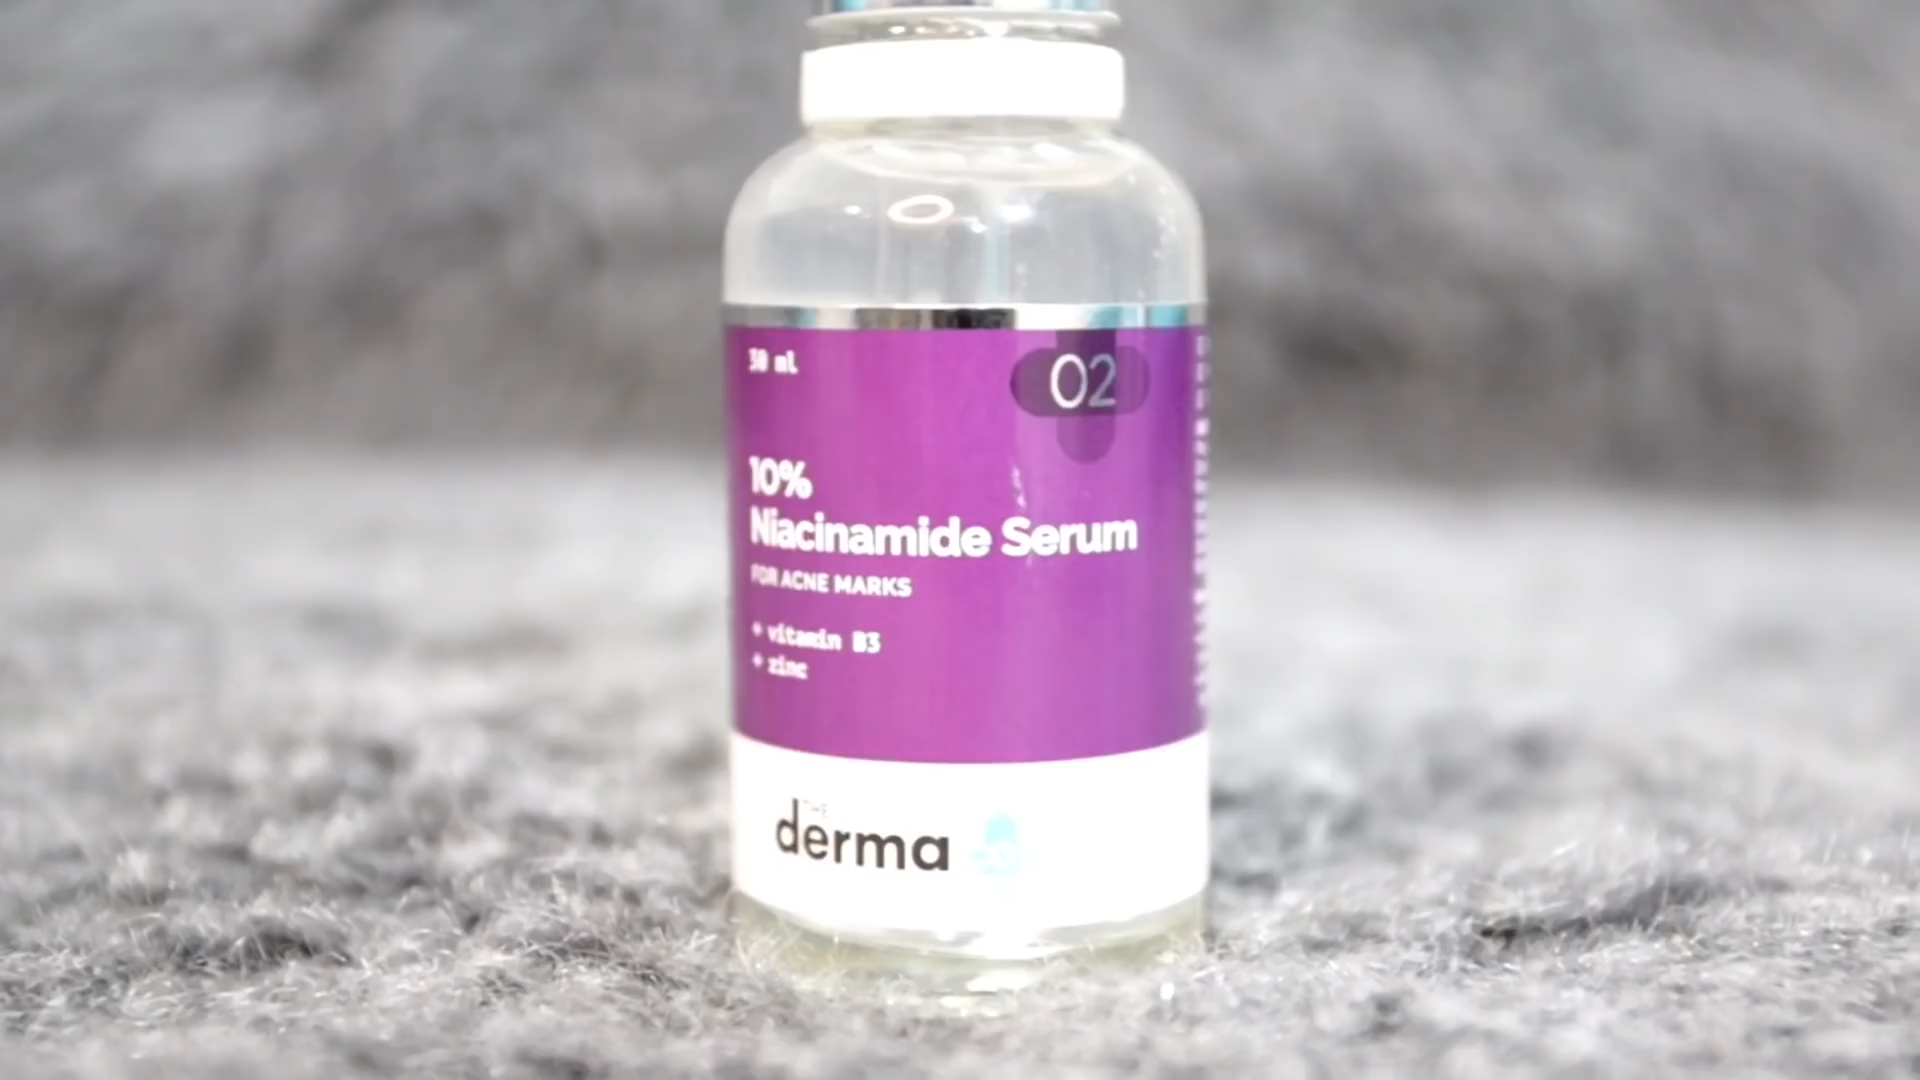 30 ml
02
10%
Niacinamide Serum
FOR ACNE MARKS
+ vitamin B3
+ zinc
THE
derma